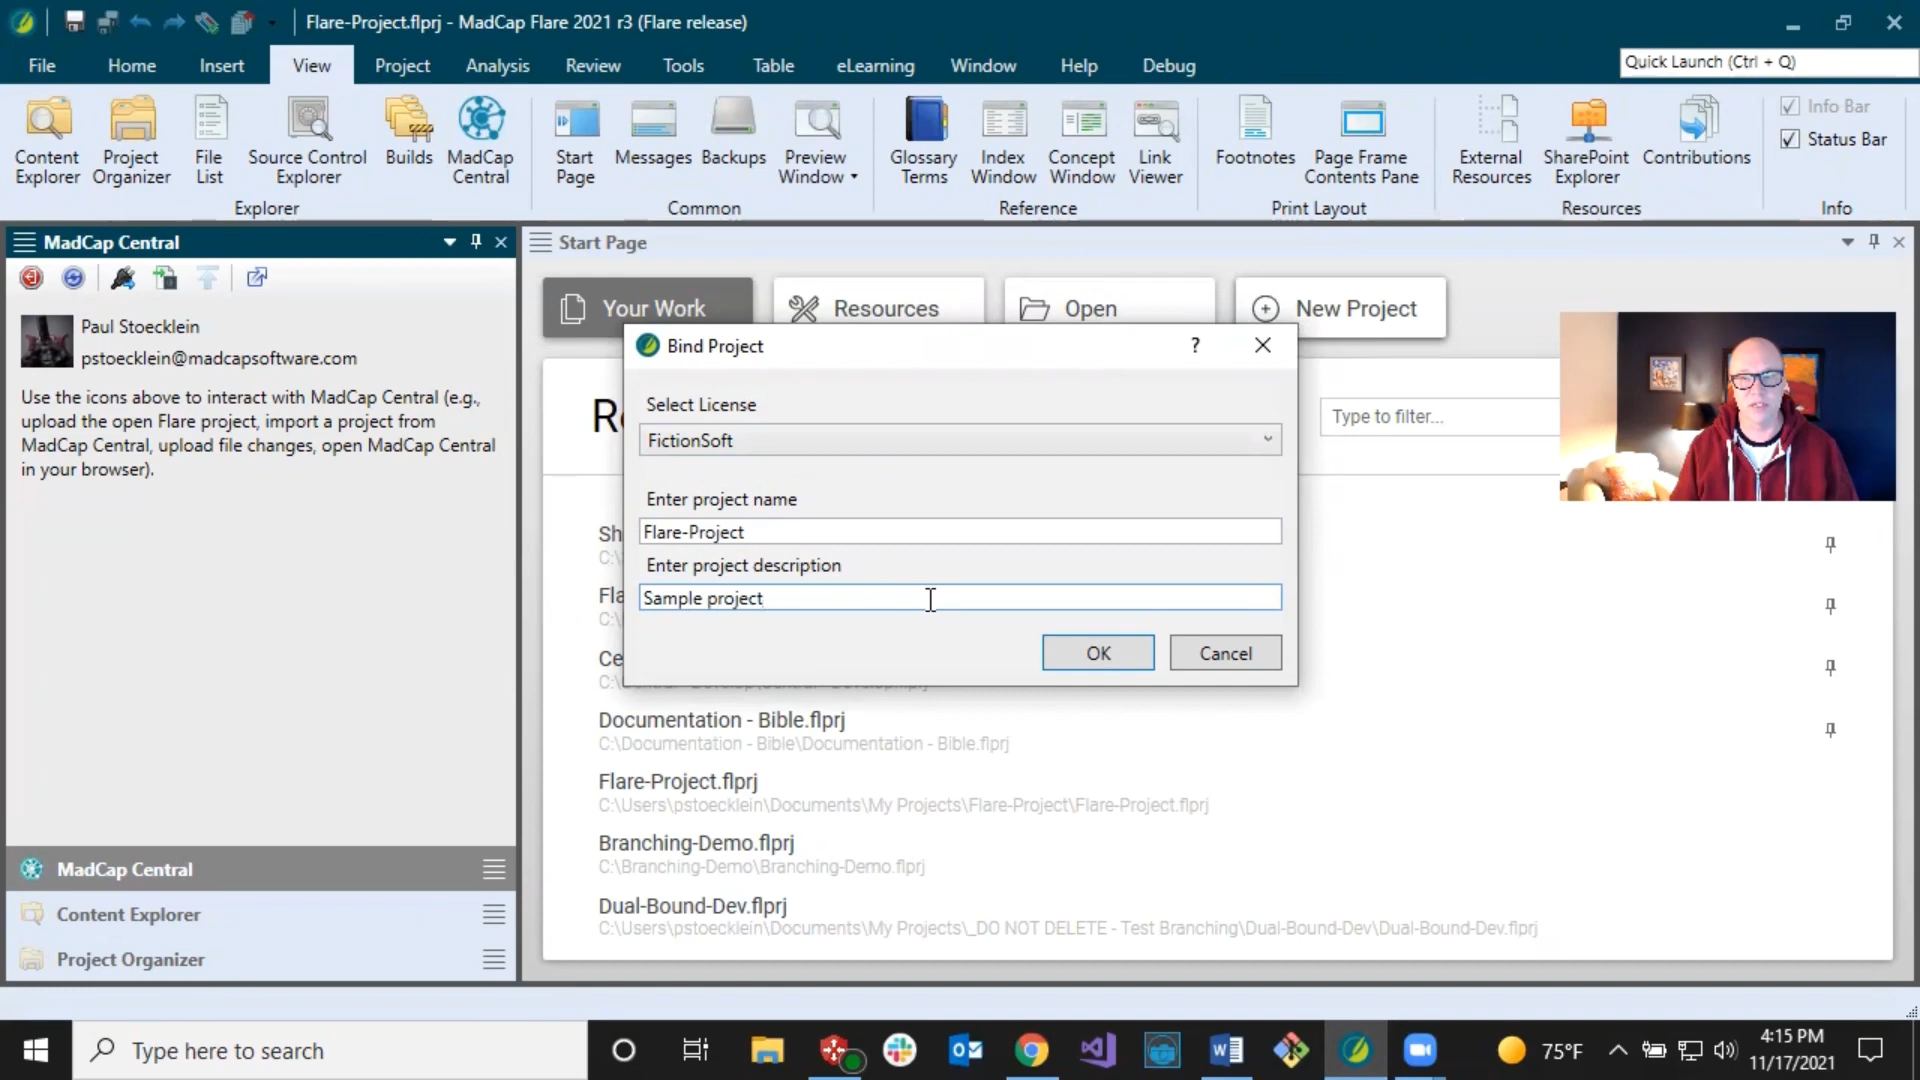 Flare-Project.flprj - MadCap Flare 2021 r3 (Flare release)
File Home Insert View Project Analysis Review Tools Table eLearning Window Help Debug
Quick Launch (Ctrl + Q)
Content Explorer
Project Organizer
File List
Source Control Explorer
Builds
MadCap Central
Explorer
Start Page
Messages
Backups
Preview Window
Common
Glossary Terms
Index Window
Concept Window
Link Viewer
Reference
Footnotes
Page Frame Contents Pane
Print Layout
External Resources
SharePoint Explorer
Contributions
Resources
Info Bar
Status Bar
Info
MadCap Central
Paul Stoecklein
pstoecklein@madcapsoftware.com
Use the icons above to interact with MadCap Central (e.g.,
upload the open Flare project, import a project from
MadCap Central, upload file changes, open MadCap Central
in your browser).
MadCap Central
Content Explorer
Project Organizer
Start Page
Your Work
Resources
Open
New Project
Type to filter...
Bind Project
?
Select License
FictionSoft
Enter project name
Flare-Project
Enter project description
Sample project
OK
Cancel
Documentation - Bible.flprj
C:\Documentation - Bible\Documentation - Bible.flprj
Flare-Project.flprj
C:\Users\pstoecklein\Documents\My Projects\Flare-Project\Flare-Project.flprj
Branching-Demo.flprj
C:\Branching-Demo\Branching-Demo.flprj
Dual-Bound-Dev.flprj
C:\Users\pstoecklein\Documents\My Projects\_DO NOT DELETE - Test Branching\Dual-Bound-Dev\Dual-Bound-Dev.flprj
Type here to search
75°F
4:15 PM
11/17/2021